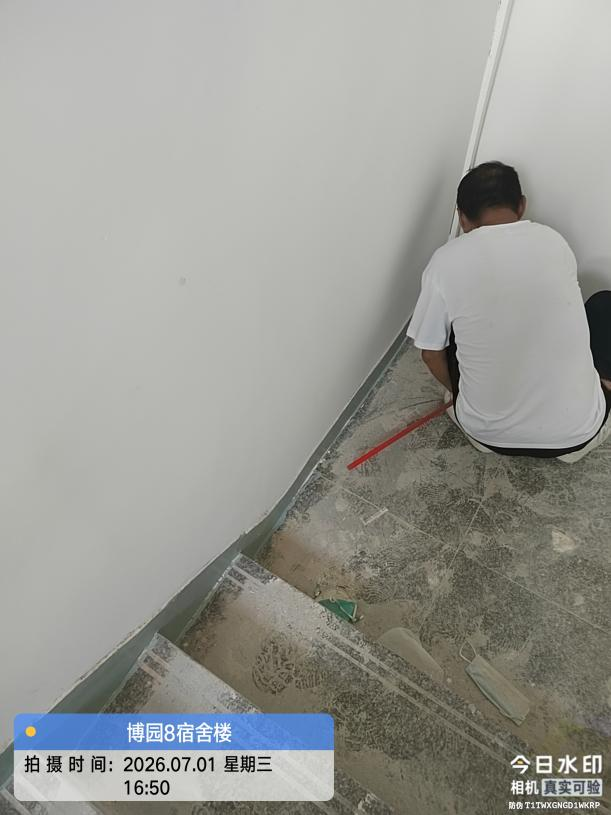 博园8宿舍楼
拍摄时间：2026.07.01 星期三
16:50
今日水印
相机 真实可验
防伪 T1TWXGNGD1WKRP